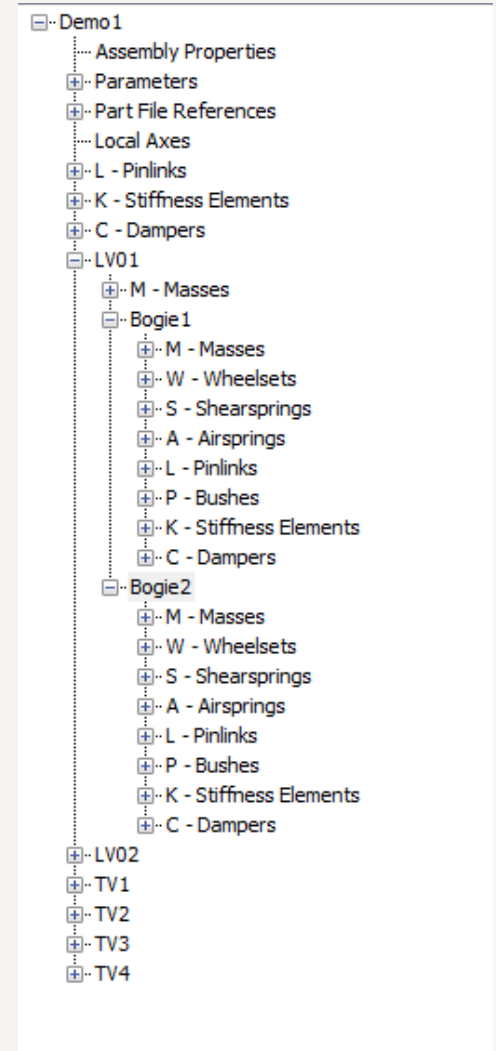 Demo1
Assembly Properties
Parameters
Part File References
Local Axes
L - Pinlinks
K - Stiffness Elements
C - Dampers
LV01
M - Masses
Bogie1
M - Masses
W - Wheelsets
S - Shearsprings
A - Airsprings
L - Pinlinks
P - Bushes
K - Stiffness Elements
C - Dampers
Bogie2
M - Masses
W - Wheelsets
S - Shearsprings
A - Airsprings
L - Pinlinks
P - Bushes
K - Stiffness Elements
C - Dampers
LV02
TV1
TV2
TV3
TV4